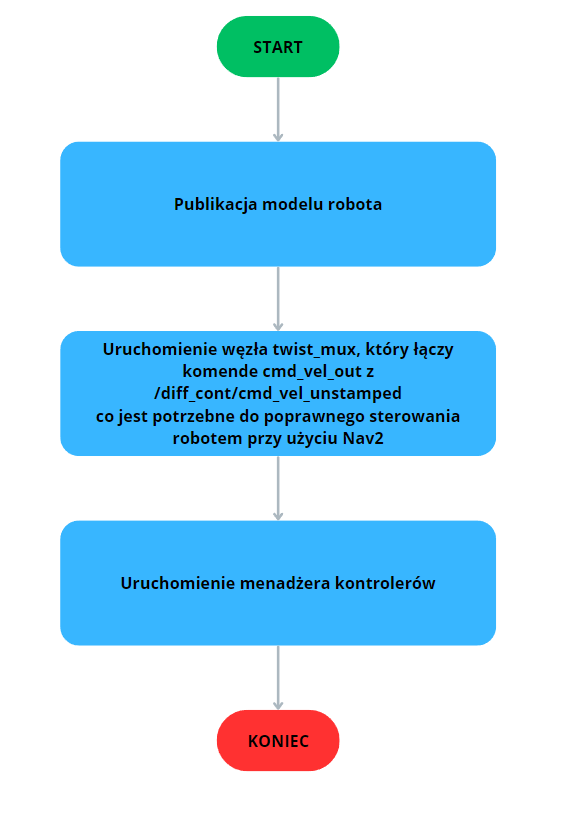 START
Publikacja modelu robota
Uruchomienie węzła twist_mux, który łączy
komende cmd_vel_out z
/diff_cont/cmd_vel_unstamped
co jest potrzebne do poprawnego sterowania
robotem przy użyciu Nav2
Uruchomienie menadżera kontrolerów
KONIEC